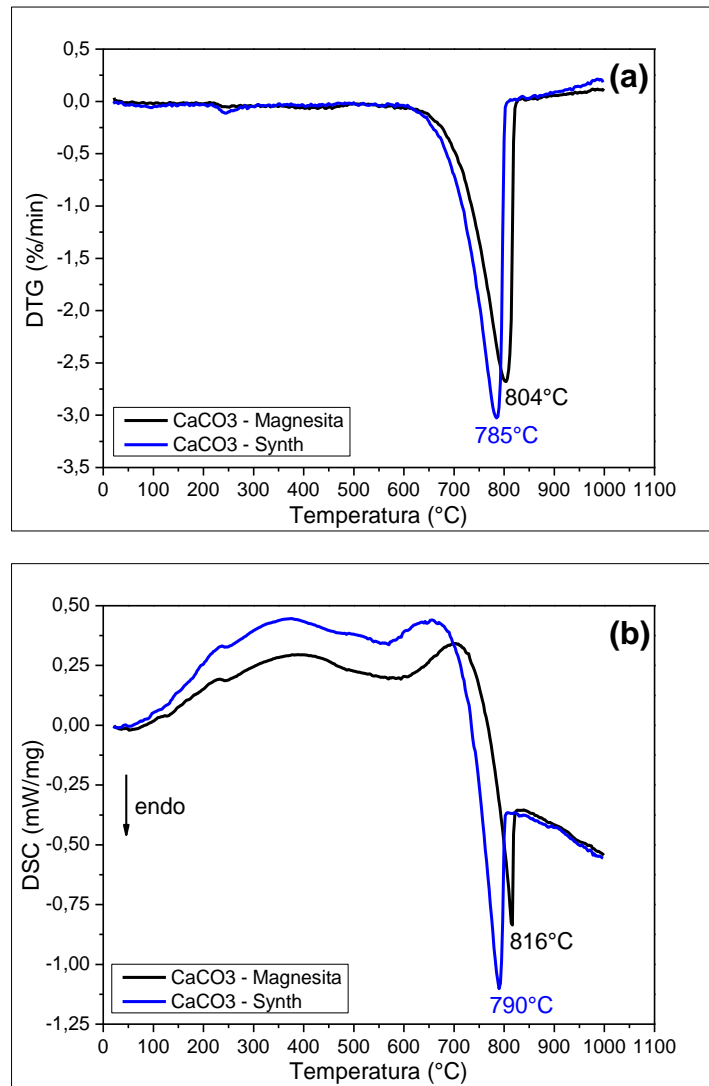 (a)
0,5
0,0
-0,5
-1,0
-1,5
-2,0
-2,5
-3,0
-3,5
DTG (%/min)
804°C
785°C
CaCO3 - Magnesita
CaCO3 - Synth
0 100 200 300 400 500 600 700 800 900 1000 1100
Temperatura (°C)
(b)
0,50
0,25
0,00
-0,25
-0,50
-0,75
-1,00
-1,25
DSC (mW/mg)
endo
816°C
790°C
CaCO3 - Magnesita
CaCO3 - Synth
0 100 200 300 400 500 600 700 800 900 1000 1100
Temperatura (°C)